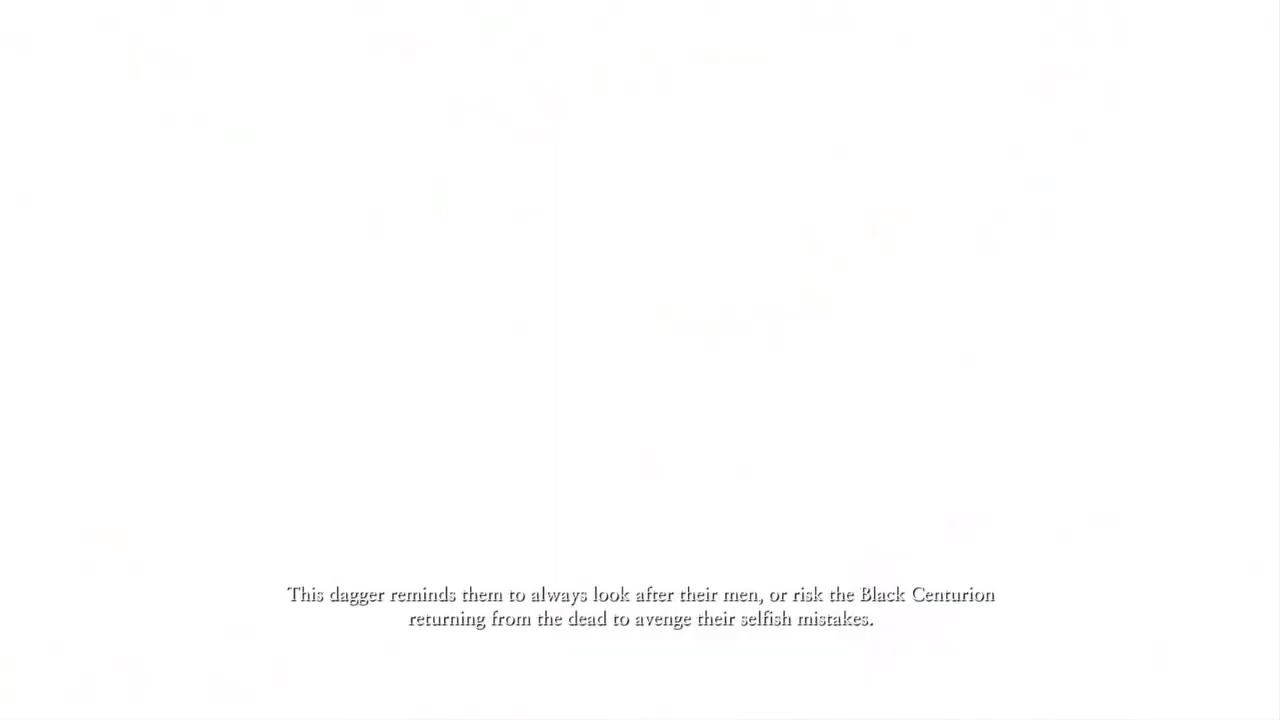 This dagger reminds them to always look after their men, or risk the Black Centurion
returning from the dead to avenge their selfish mistakes.